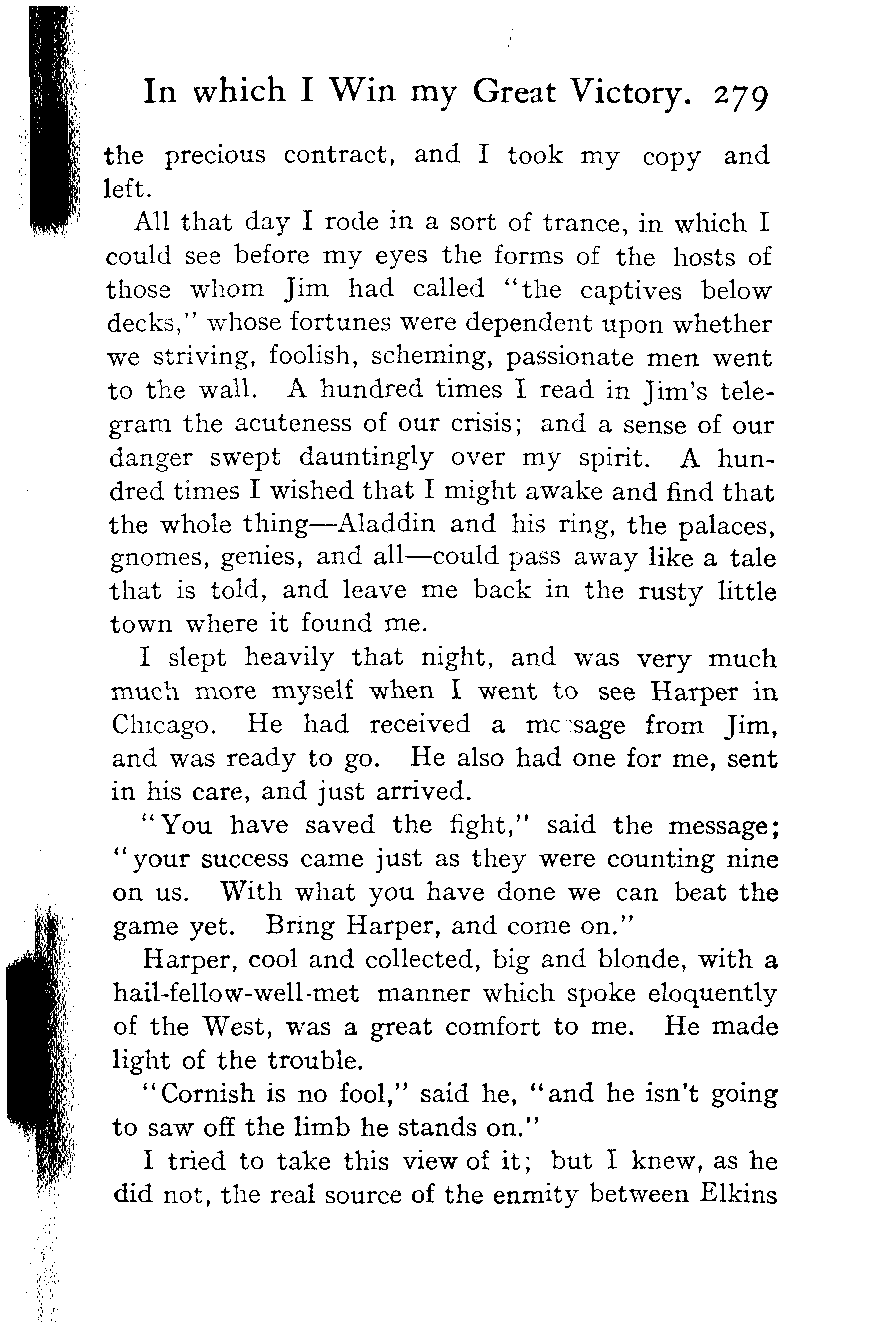 In which I Win my Great Victory. 279
the precious contract, and I took my copy and
left.
All that day I rode in a sort of trance, in which I
could see before my eyes the forms of the hosts of
those whom Jim had called "the captives below
decks," whose fortunes were dependent upon whether
we striving, foolish, scheming, passionate men went
to the wall. A hundred times I read in Jim's tele-
gram the acuteness of our crisis; and a sense of our
danger swept dauntingly over my spirit. A hun-
dred times I wished that I might awake and find that
the whole thing—Aladdin and his ring, the palaces,
gnomes, genies, and all—could pass away like a tale
that is told, and leave me back in the rusty little
town where it found me.
I slept heavily that night, and was very much
much more myself when I went to see Harper in
Chicago. He had received a message from Jim,
and was ready to go. He also had one for me, sent
in his care, and just arrived.
"You have saved the fight," said the message;
"your success came just as they were counting nine
on us. With what you have done we can beat the
game yet. Bring Harper, and come on."
Harper, cool and collected, big and blonde, with a
hail-fellow-well-met manner which spoke eloquently
of the West, was a great comfort to me. He made
light of the trouble.
"Cornish is no fool," said he, "and he isn't going
to saw off the limb he stands on."
I tried to take this view of it; but I knew, as he
did not, the real source of the enmity between Elkins